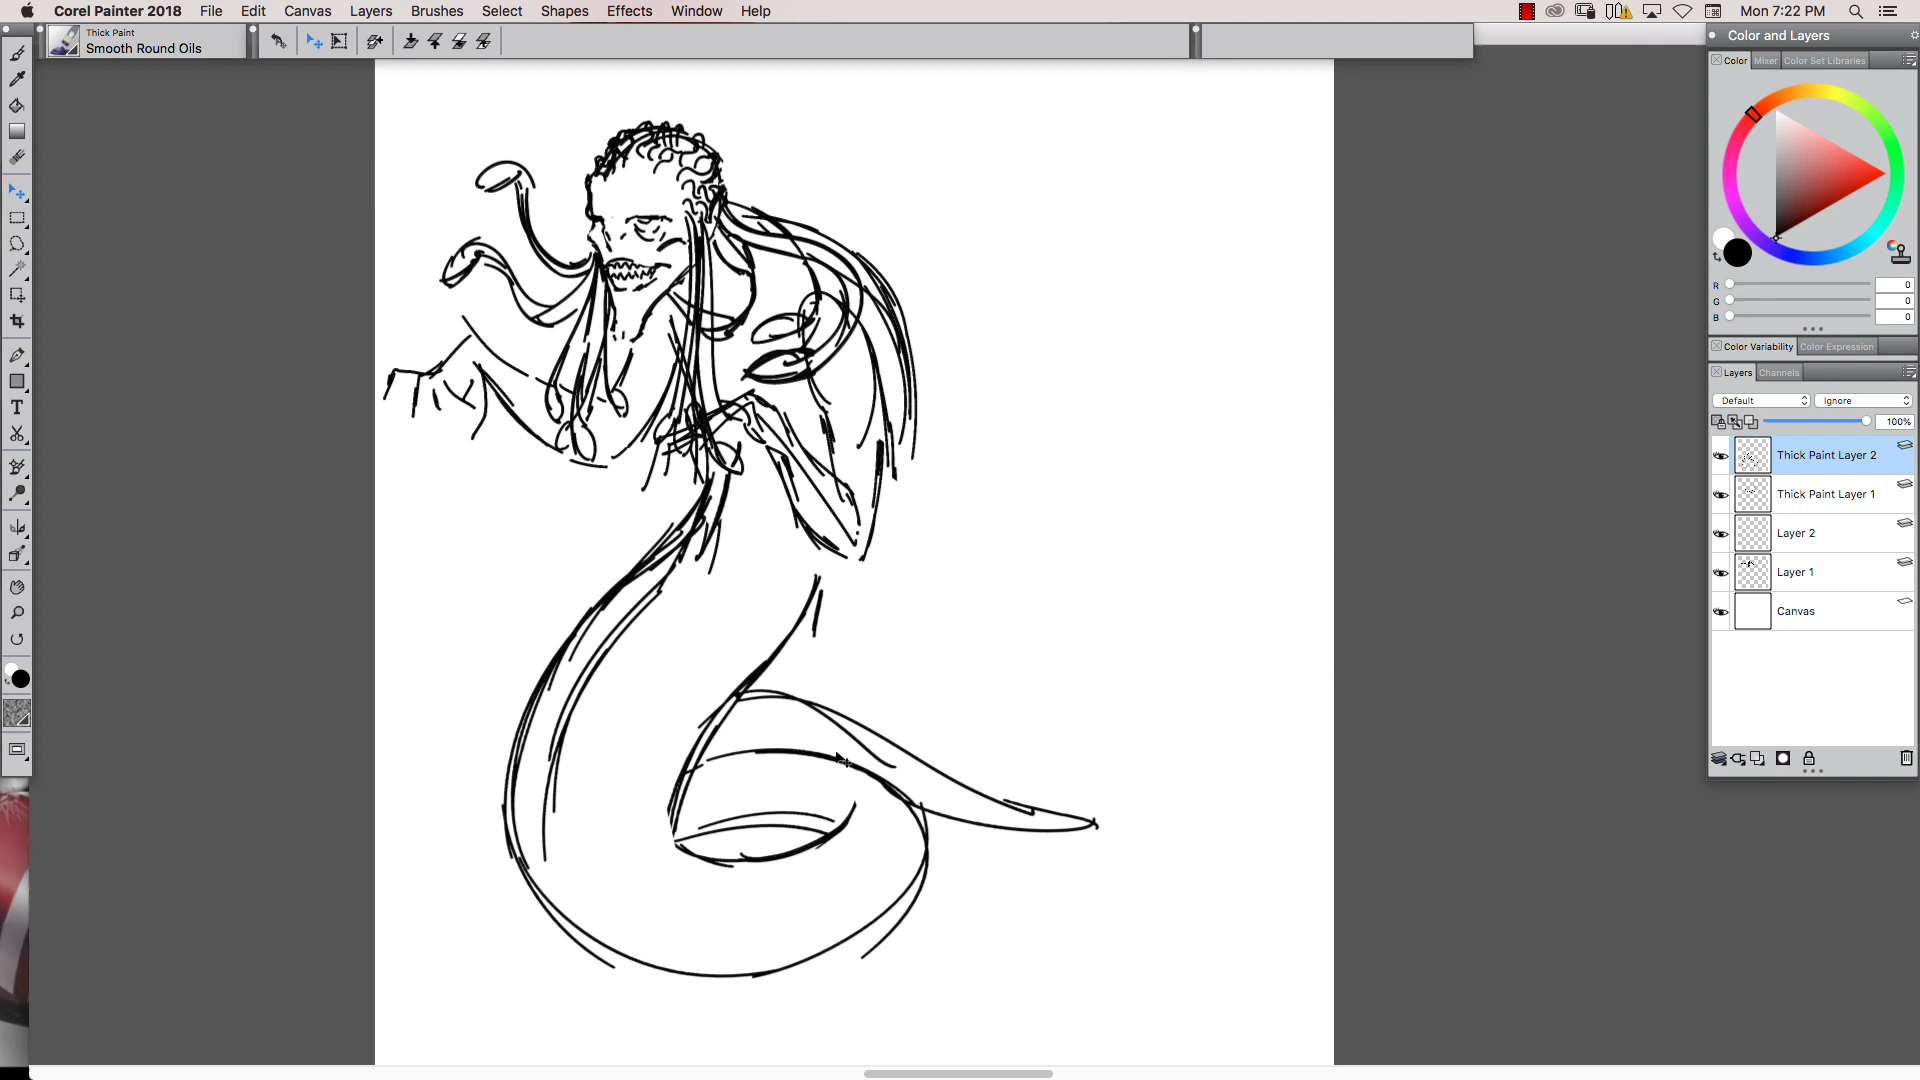 Corel Painter 2018 File Edit Canvas Layers Brushes Select Shapes Effects Window Help Mon 7:22 PM
Thick Paint
Smooth Round Oils
Color and Layers
Color Mixer Color Set Libraries
R 0
G 0
B 0
Color Variability Color Expression
Layers Channels
Default Ignore
100%
Thick Paint Layer 2
Thick Paint Layer 1
Layer 2
Layer 1
Canvas
T